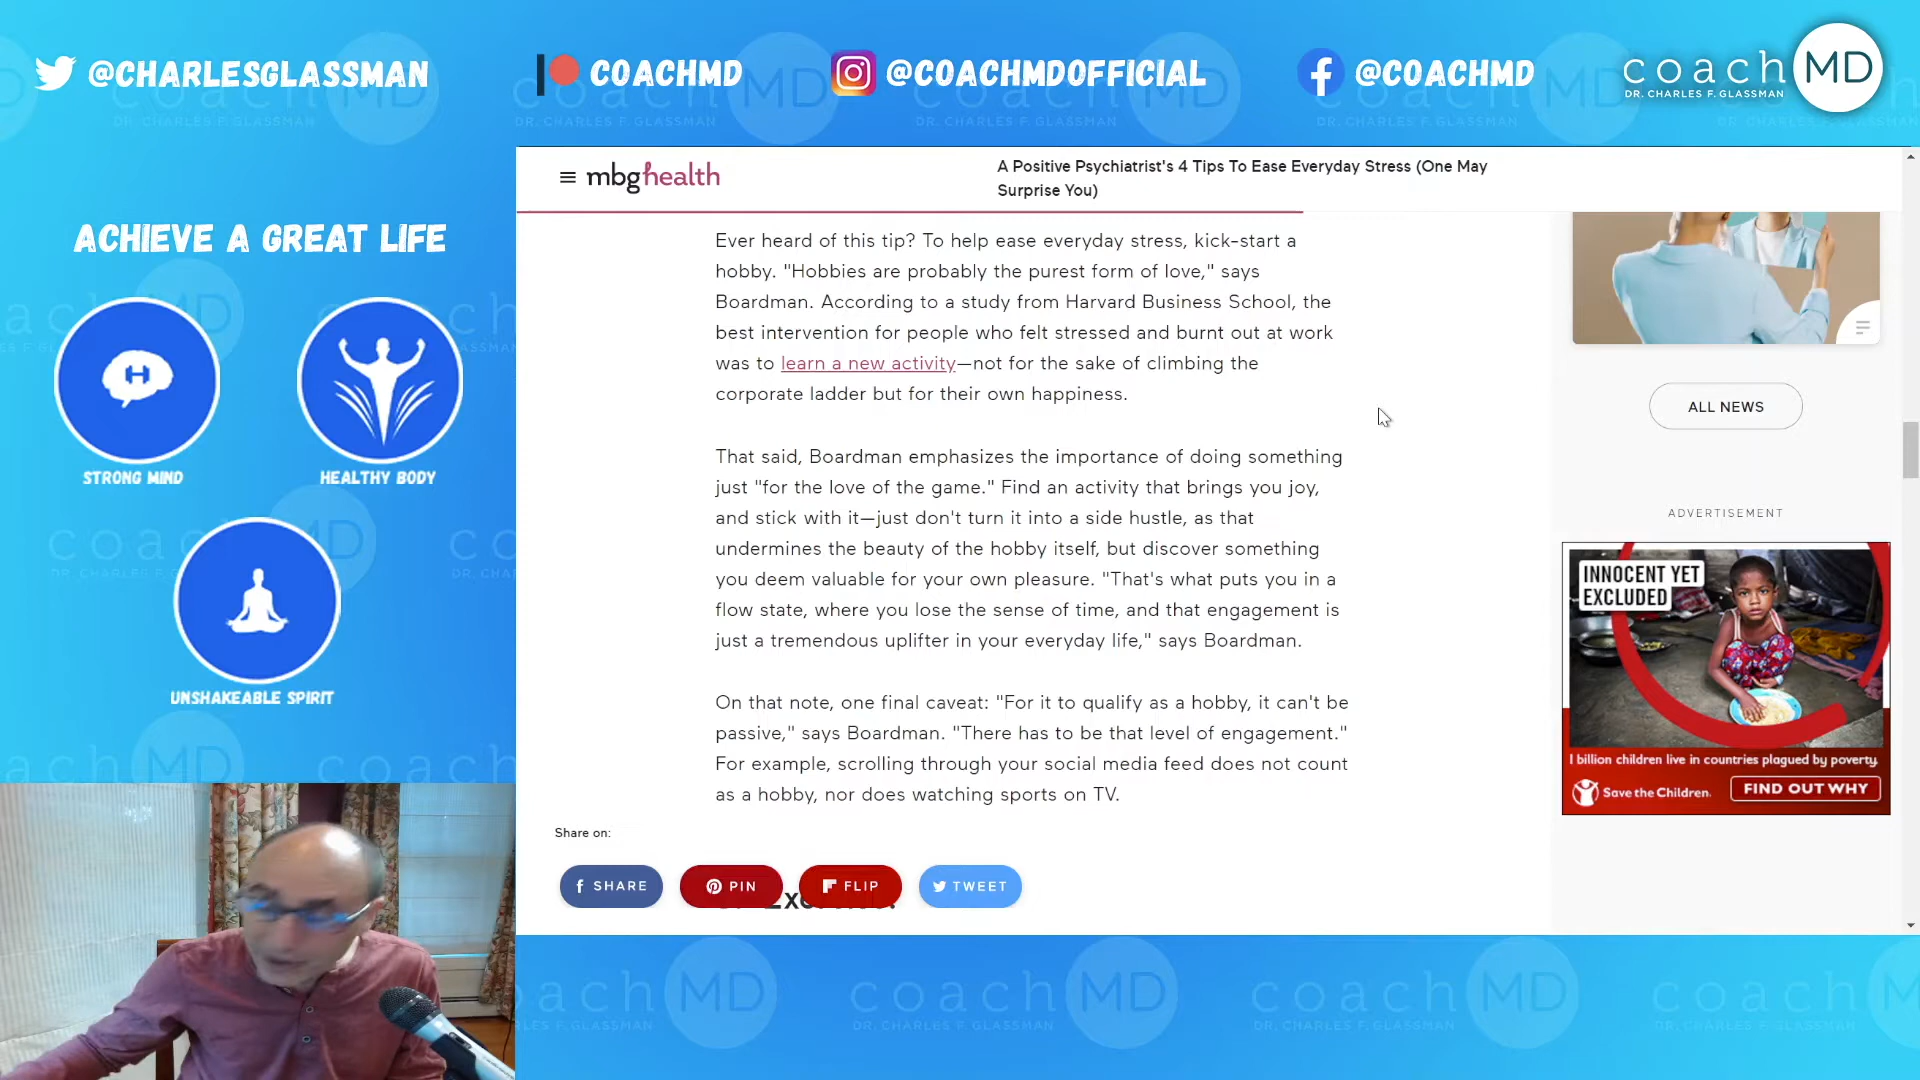 @CHARLESGLASSMAN
COACHMD
@COACHMDOFFICIAL
@COACHMD
coach MD
DR. CHARLES F. GLASSMAN
ACHIEVE A GREAT LIFE
STRONG MIND
HEALTHY BODY
UNSHAKEABLE SPIRIT
mbghealth
A Positive Psychiatrist's 4 Tips To Ease Everyday Stress (One May
Surprise You)
Ever heard of this tip? To help ease everyday stress, kick-start a
hobby. "Hobbies are probably the purest form of love," says
Boardman. According to a study from Harvard Business School, the
best intervention for people who felt stressed and burnt out at work
was to learn a new activity—not for the sake of climbing the
corporate ladder but for their own happiness.
That said, Boardman emphasizes the importance of doing something
just "for the love of the game." Find an activity that brings you joy,
and stick with it—just don't turn it into a side hustle, as that
undermines the beauty of the hobby itself, but discover something
you deem valuable for your own pleasure. "That's what puts you in a
flow state, where you lose the sense of time, and that engagement is
just a tremendous uplifter in your everyday life," says Boardman.
On that note, one final caveat: "For it to qualify as a hobby, it can't be
passive," says Boardman. "There has to be that level of engagement."
For example, scrolling through your social media feed does not count
as a hobby, nor does watching sports on TV.
Share on:
f SHARE
PIN
FLIP
TWEET
ALL NEWS
ADVERTISEMENT
INNOCENT YET
EXCLUDED
1 billion children live in countries plagued by poverty.
Save the Children.
FIND OUT WHY
coach MD
DR. CHARLES F. GLASSMAN
coach MD
DR. CHARLES F. GLASSMAN